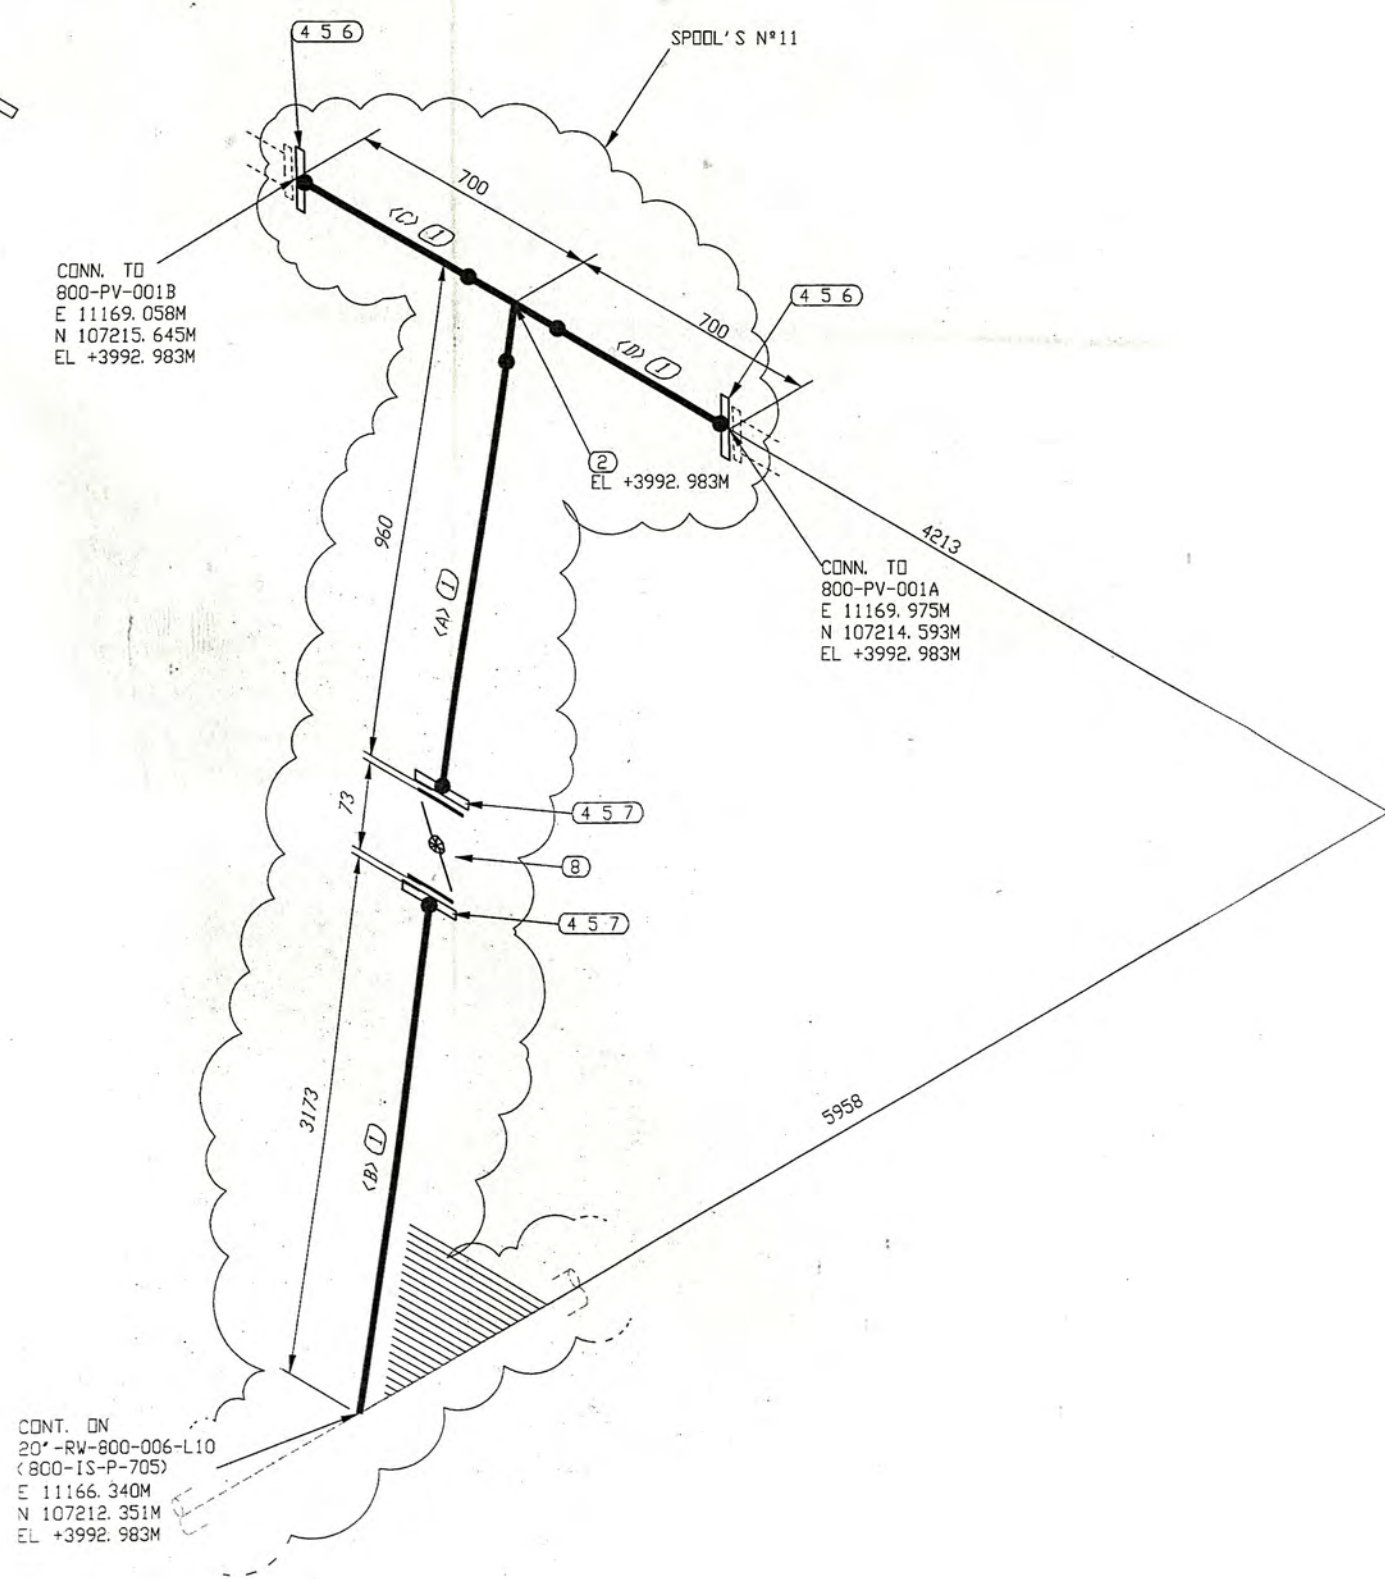 4 5 6
SPOOL'S Nº11
700
<C> 1
CONN. TO
800-PV-001B
E 11169.058M
N 107215.645M
EL +3992.983M
4 5 6
700
<D> 1
2
EL +3992.983M
960
4213
CONN. TO
800-PV-001A
E 11169.975M
N 107214.593M
EL +3992.983M
<A> 1
73
4 5 7
8
4 5 7
3173
5958
<B> 1
CONT. ON
20"-RW-800-006-L10
<800-IS-P-705>
E 11166.340M
N 107212.351M
EL +3992.983M